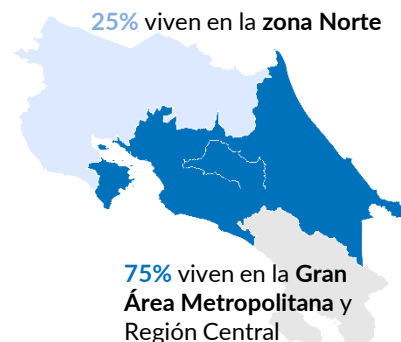 25% viven en la zona Norte
75% viven en la Gran
Área Metropolitana y
Región Central